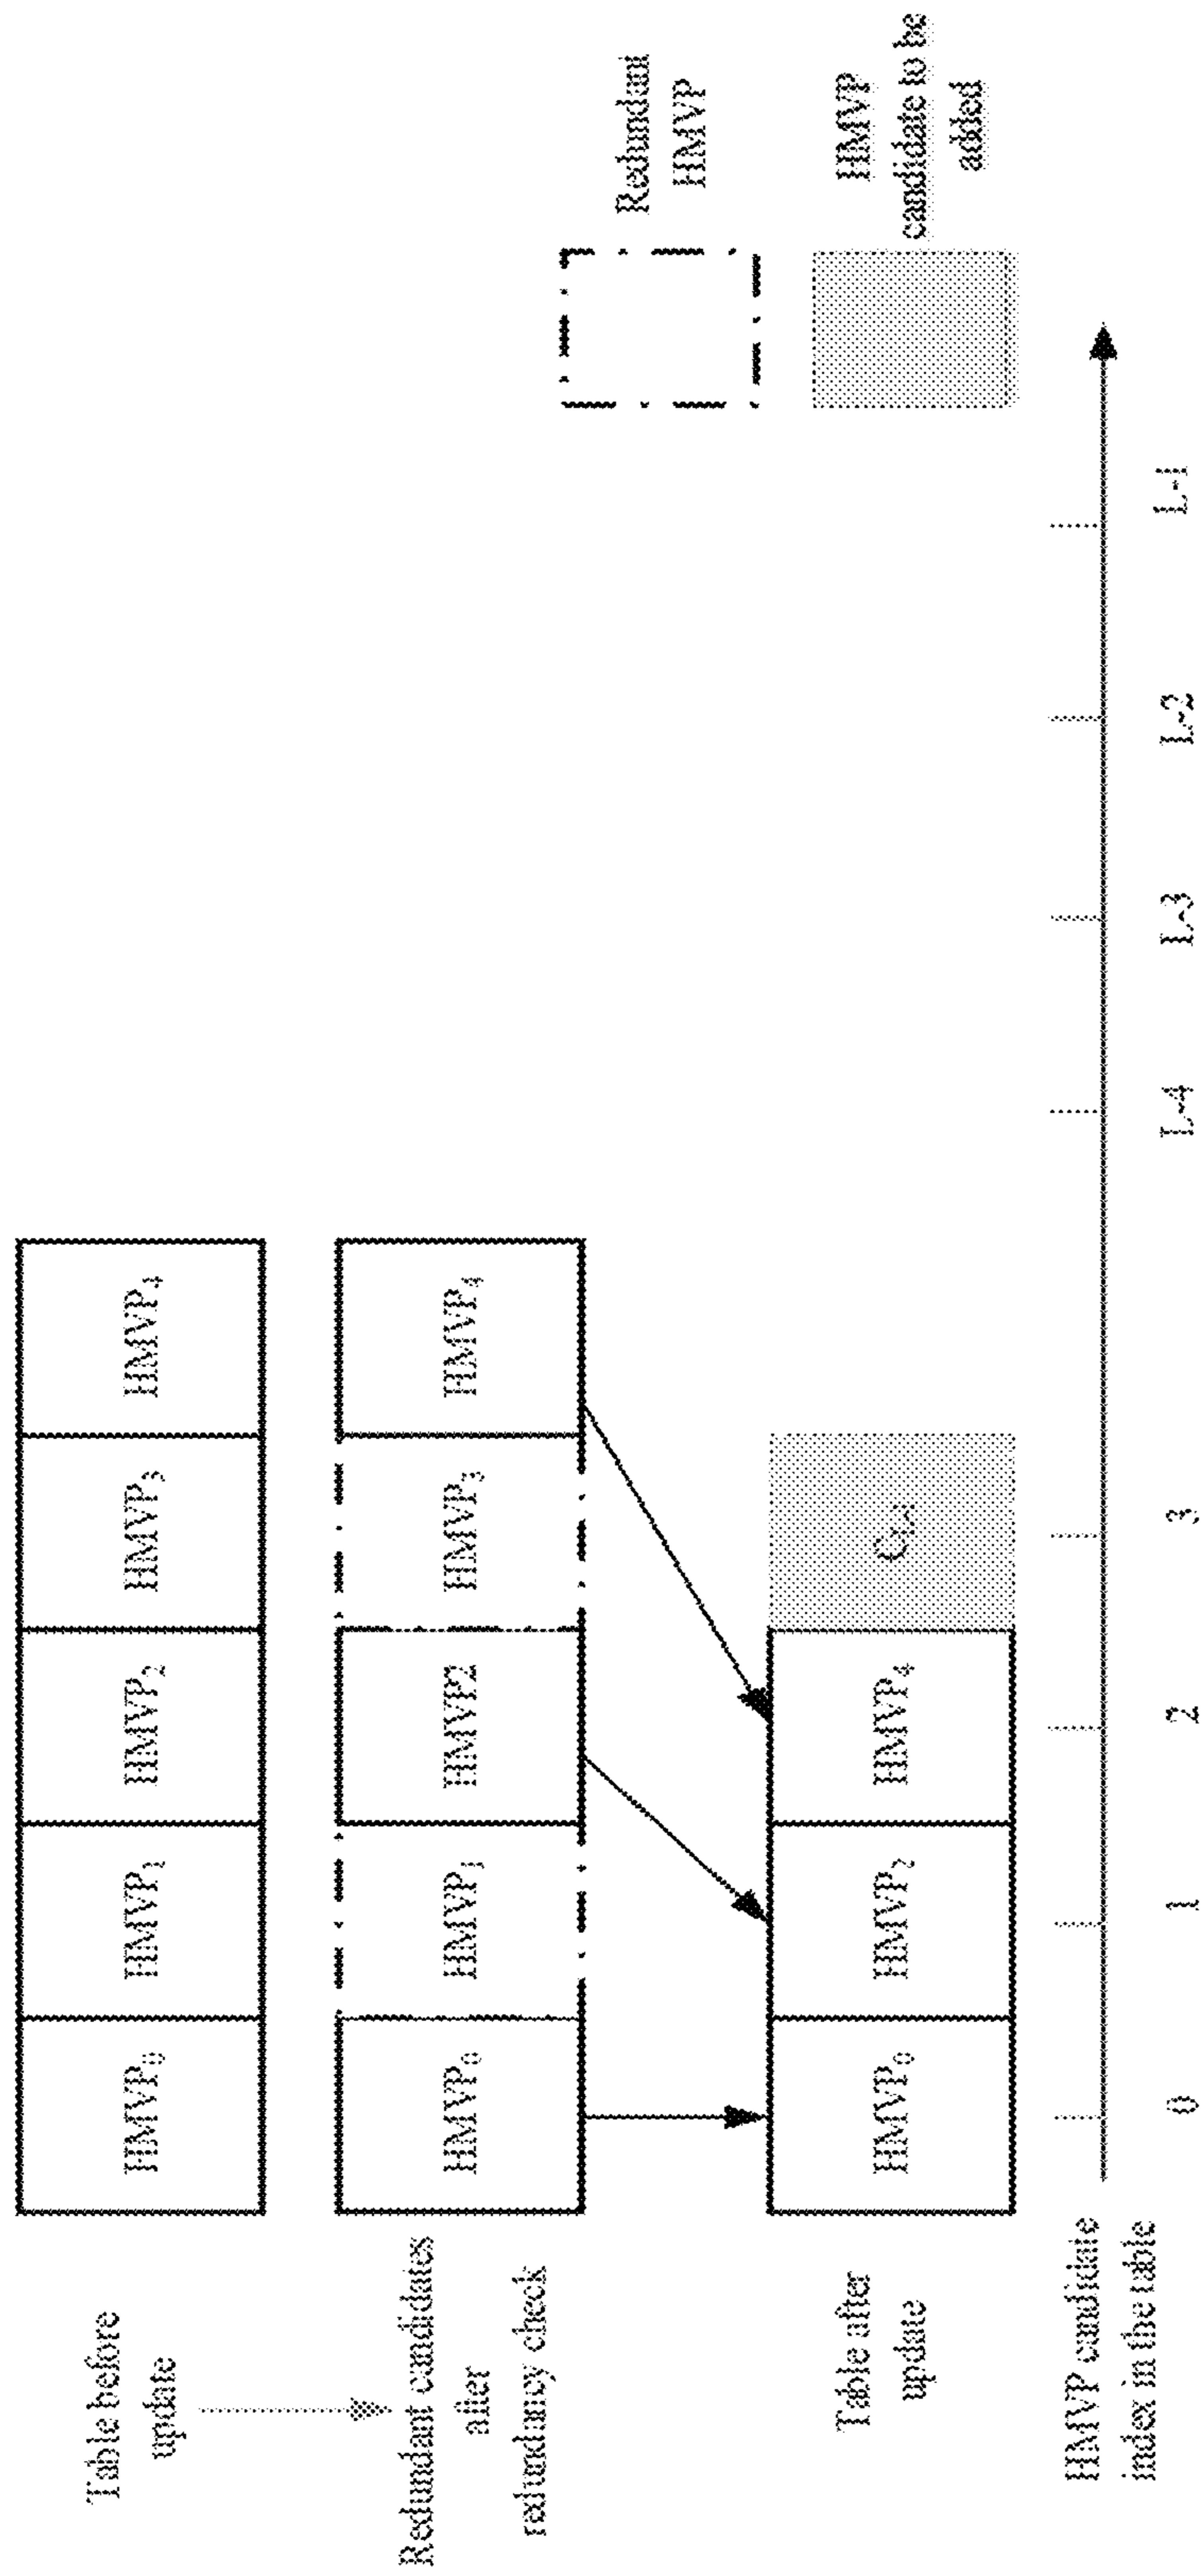 Table before
update
HMVP₀
HMVP₁
HMVP₂
HMVP₃
HMVP₄
Redundant candidates
after
redundancy check
HMVP₀
HMVP₁
HMVP2
HMVP₃
HMVP₄
Redundant
HMVP
Table after
update
HMVP₀
HMVP₂
HMVP₄
HMVP
candidate to be
added
HMVP candidate
index in the table
0
1
2
3
L-4
L-3
L-2
L-1